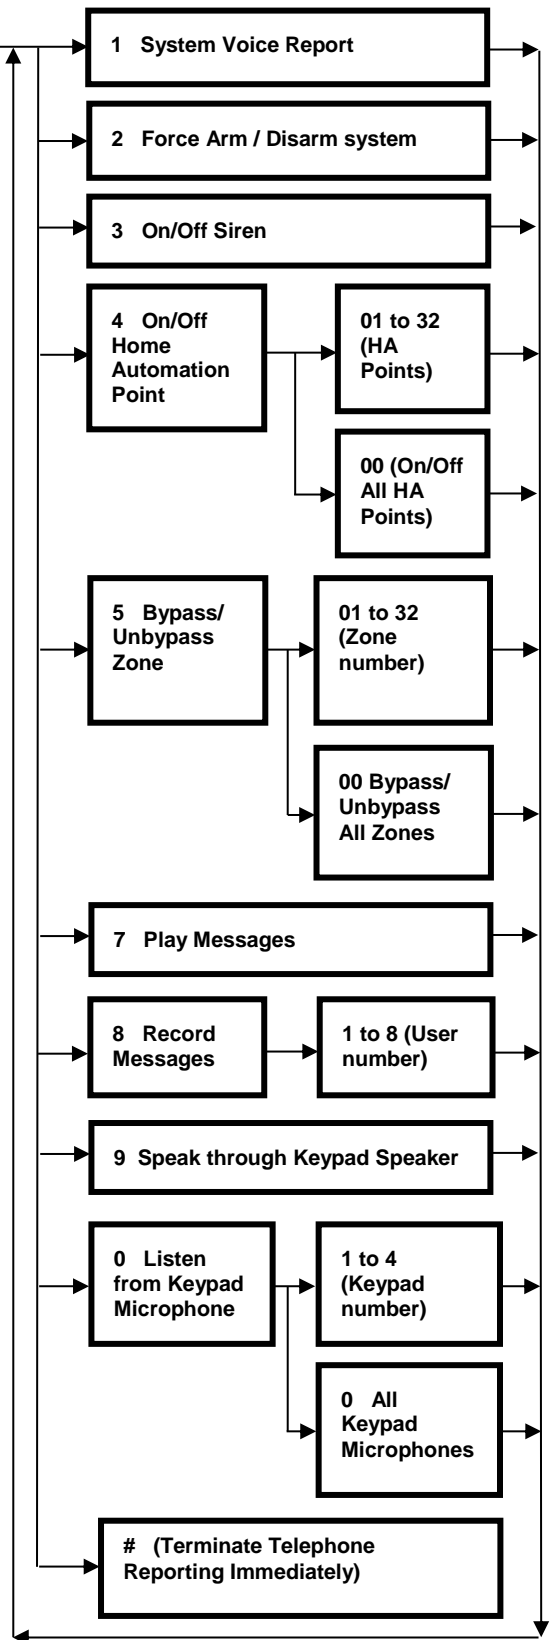 1 System Voice Report
2 Force Arm / Disarm system
3 On/Off Siren
4 On/Off
Home
Automation
Point
01 to 32
(HA
Points)
00 (On/Off
All HA
Points)
5 Bypass/
Unbypass
Zone
01 to 32
(Zone
number)
00 Bypass/
Unbypass
All Zones
7 Play Messages
8 Record
Messages
1 to 8 (User
number)
9 Speak through Keypad Speaker
0 Listen
from Keypad
Microphone
1 to 4
(Keypad
number)
0 All
Keypad
Microphones
# (Terminate Telephone
Reporting Immediately)